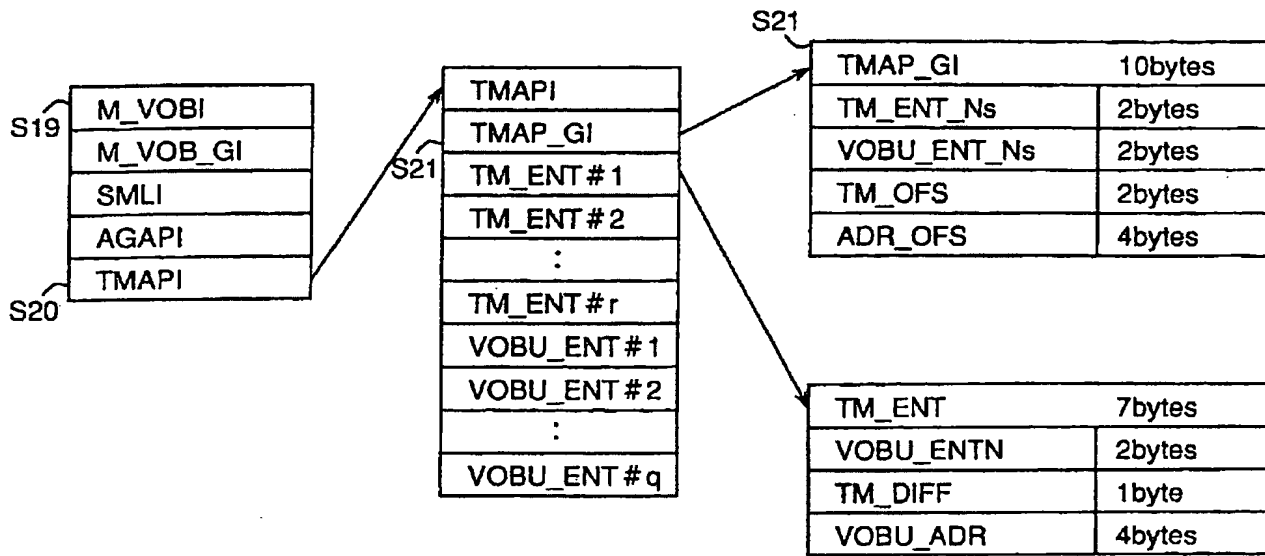 S19
M_VOBI
M_VOB_GI
SMLI
AGAPI
TMAPI
S20
TMAPI
TMAP_GI
S21
TM_ENT#1
TM_ENT#2
:
TM_ENT#r
VOBU_ENT#1
VOBU_ENT#2
:
VOBU_ENT#q
S21
TMAP_GI 10bytes
TM_ENT_Ns 2bytes
VOBU_ENT_Ns 2bytes
TM_OFS 2bytes
ADR_OFS 4bytes
TM_ENT 7bytes
VOBU_ENTN 2bytes
TM_DIFF 1byte
VOBU_ADR 4bytes